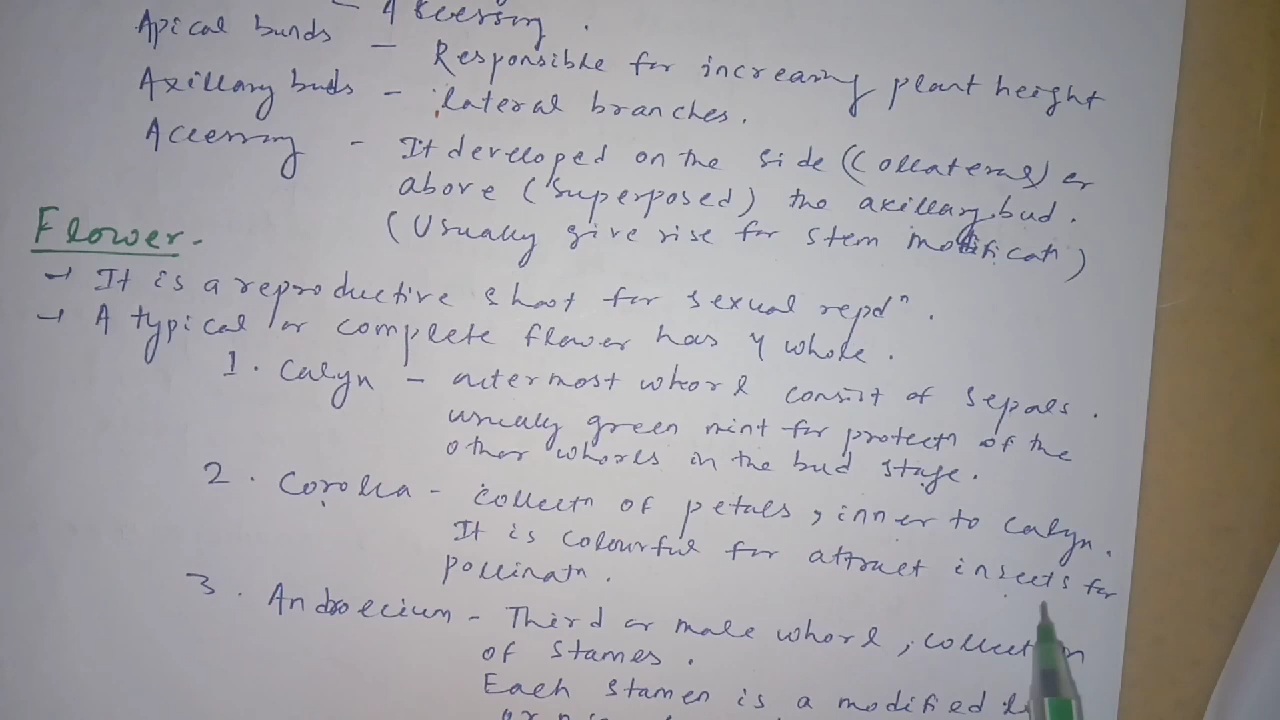 - Accessory.
Apical bunds - Responsible for increasing plant height
Axillary buds - lateral branches.
Accessory - It developed on the side (collateral) or
above (superposed) the axillary bud.
(Usually give rise for stem modificatn)
Flower.
→ It is a reproductive shoot for sexual repdn.
→ A typical or complete flower has 4 whole.
1. Calyx - outermost whorl consist of sepals.
usually green mint for protectn of the
other whorls in the bud stage.
2. Corolla - collectn of petals, inner to calyx.
It is colourful for attract insects for
pollinatn.
3. Androecium - Third or male whorl, collection
of stames.
Each stamen is a modified